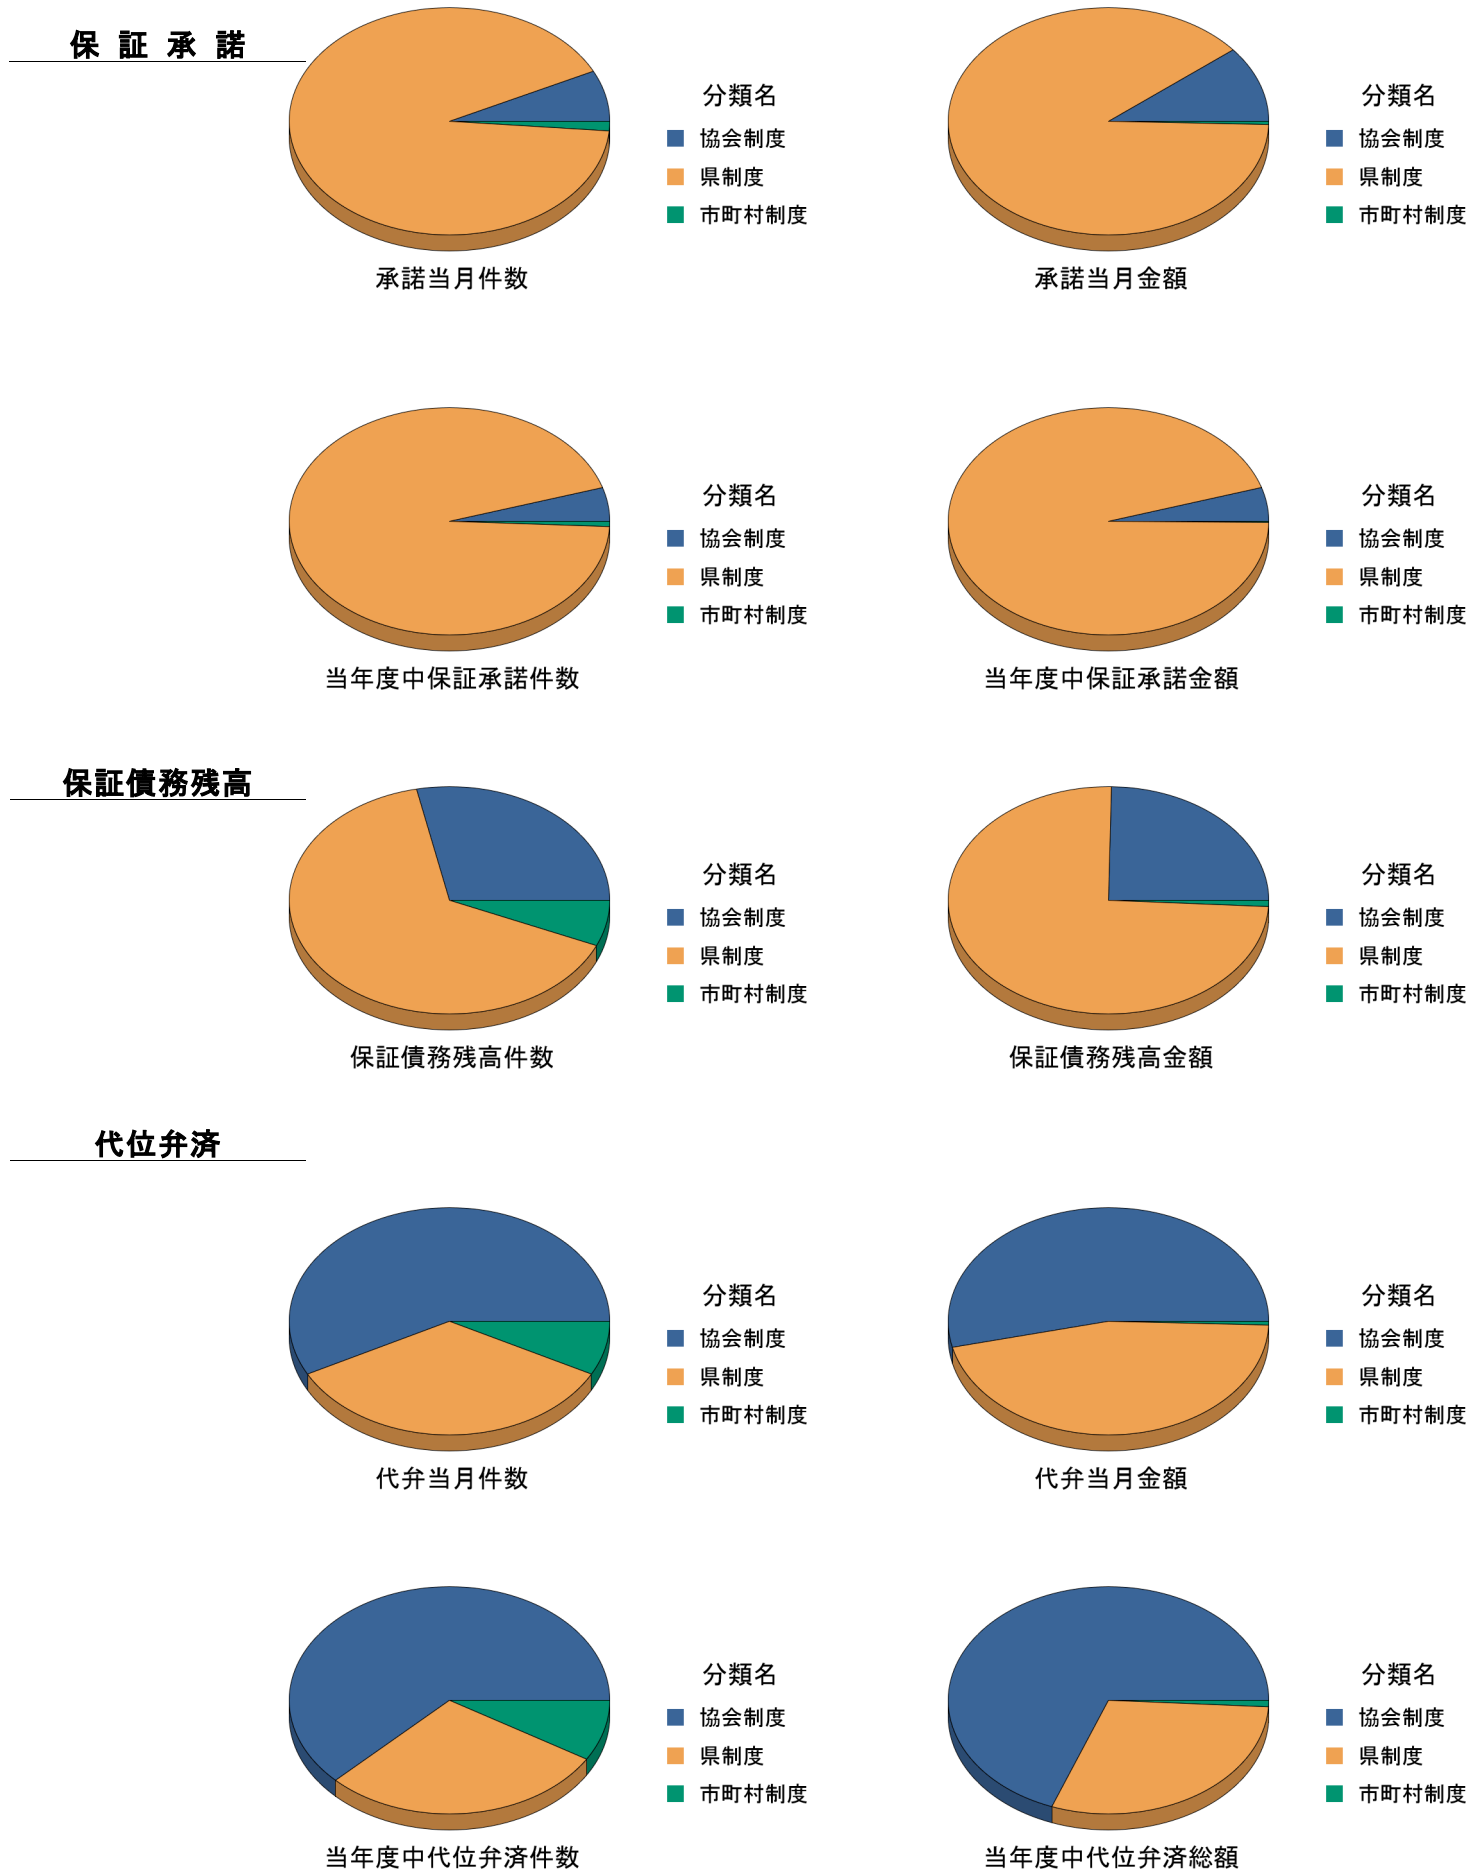 保 証 承 諾
分類名
協会制度
県制度
市町村制度
承諾当月件数
分類名
協会制度
県制度
市町村制度
承諾当月金額
分類名
協会制度
県制度
市町村制度
当年度中保証承諾件数
分類名
協会制度
県制度
市町村制度
当年度中保証承諾金額
保証債務残高
分類名
協会制度
県制度
市町村制度
保証債務残高件数
分類名
協会制度
県制度
市町村制度
保証債務残高金額
代位弁済
分類名
協会制度
県制度
市町村制度
代弁当月件数
分類名
協会制度
県制度
市町村制度
代弁当月金額
分類名
協会制度
県制度
市町村制度
当年度中代位弁済件数
分類名
協会制度
県制度
市町村制度
当年度中代位弁済総額